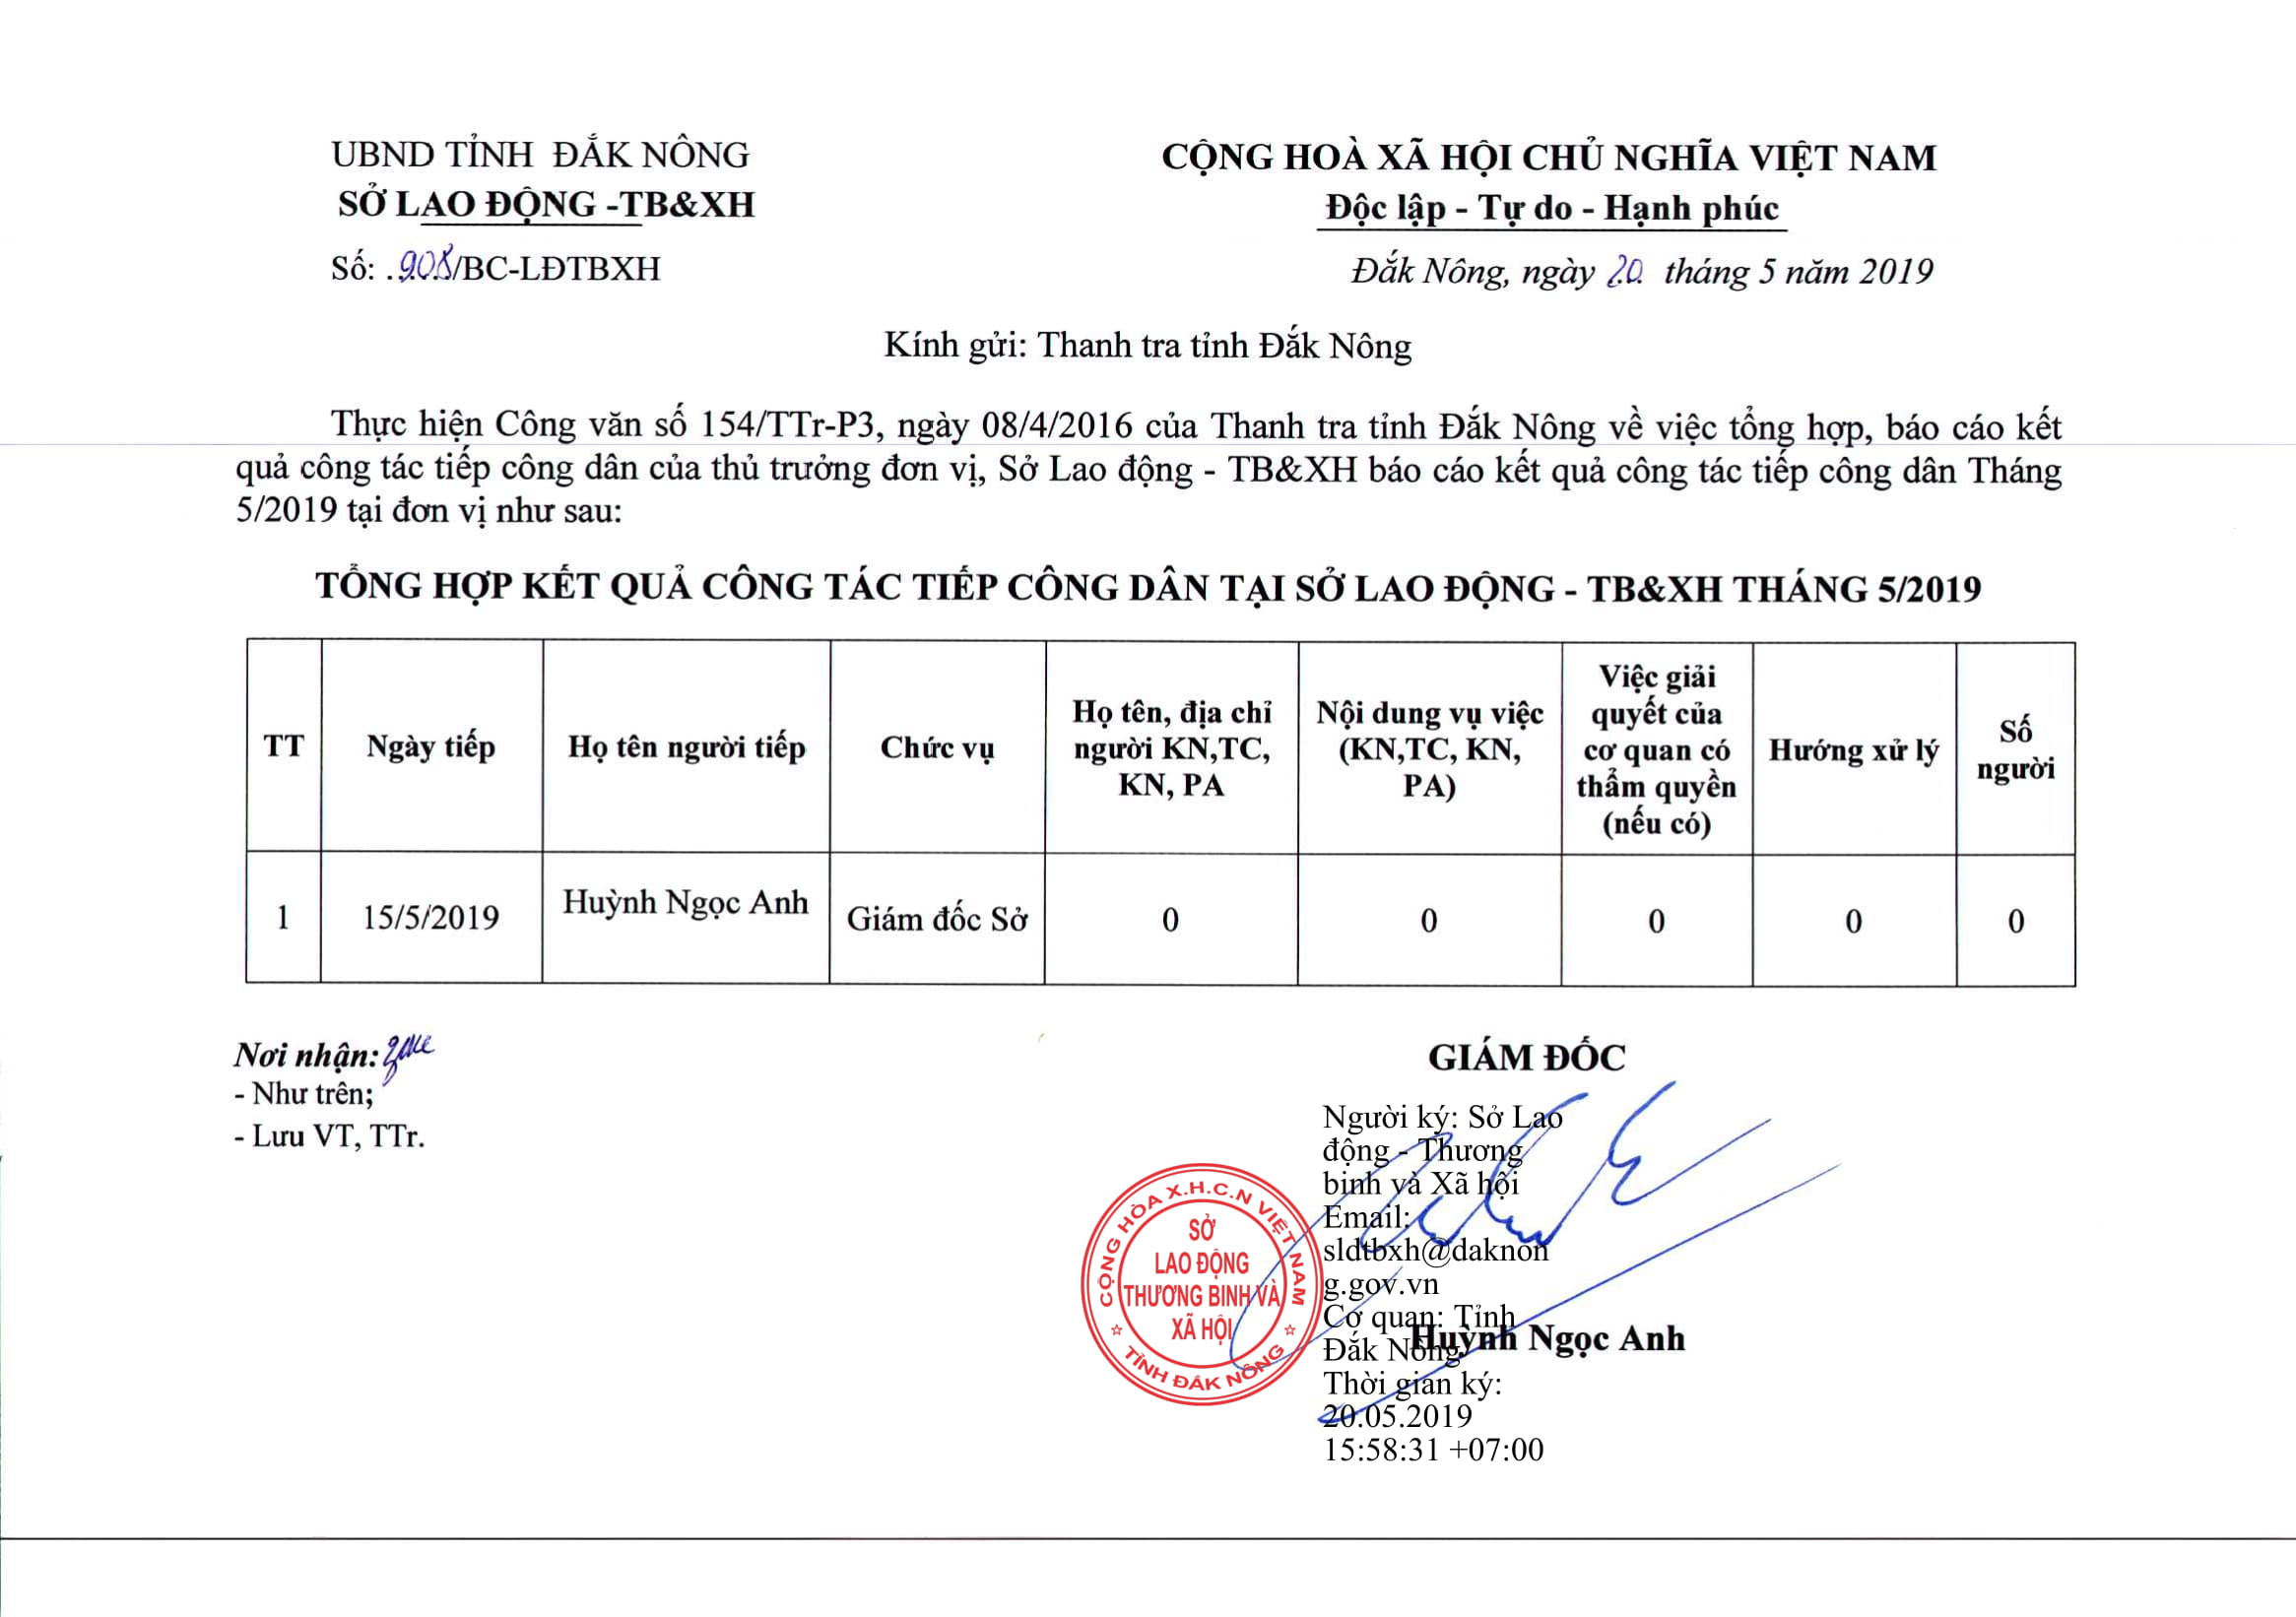 UBND TỈNH ĐẮK NÔNG
SỞ LAO ĐỘNG -TB&XH
Số: .908/BC-LĐTBXH
CỘNG HOÀ XÃ HỘI CHỦ NGHĨA VIỆT NAM
Độc lập - Tự do - Hạnh phúc
Đắk Nông, ngày 20 tháng 5 năm 2019
Kính gửi: Thanh tra tỉnh Đắk Nông
Thực hiện Công văn số 154/TTr-P3, ngày 08/4/2016 của Thanh tra tỉnh Đắk Nông về việc tổng hợp, báo cáo kết
quả công tác tiếp công dân của thủ trưởng đơn vị, Sở Lao động - TB&XH báo cáo kết quả công tác tiếp công dân Tháng
5/2019 tại đơn vị như sau:
TỔNG HỢP KẾT QUẢ CÔNG TÁC TIẾP CÔNG DÂN TẠI SỞ LAO ĐỘNG - TB&XH THÁNG 5/2019
TT
Ngày tiếp
Họ tên người tiếp
Chức vụ
Họ tên, địa chỉ
người KN,TC,
KN, PA
Nội dung vụ việc
(KN,TC, KN,
PA)
Việc giải
quyết của
cơ quan có
thẩm quyền
(nếu có)
Hướng xử lý
Số
người
1
15/5/2019
Huỳnh Ngọc Anh
Giám đốc Sở
0
0
0
0
0
Nơi nhận:
- Như trên;
- Lưu VT, TTr.
GIÁM ĐỐC
Người ký: Sở Lao
động - Thương
binh và Xã hội
Email:
sldtbxh@daknon
g.gov.vn
Cơ quan: Tỉnh
Đắk Nông
Thời gian ký:
20.05.2019
15:58:31 +07:00
Huỳnh Ngọc Anh
CỘNG HÒA X.H.C.N VIỆT NAM
SỞ
LAO ĐỘNG
THƯƠNG BINH VÀ
XÃ HỘI
TỈNH ĐẮK NÔNG